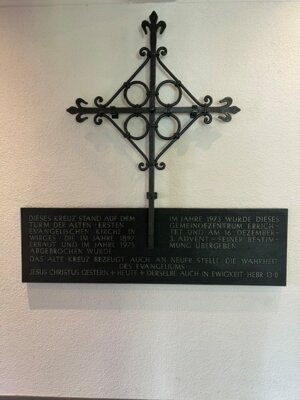 DIESES KREUZ STAND AUF DEM
TURM DER ALTEN · ERSTEN
EVANGELISCHEN KIRCHE IN
WIRGES · DIE IM JAHRE 1897
ERBAUT UND IM JAHRE 1973
ABGEBROCHEN WURDE
IM JAHRE 1973 WURDE DIESES
GEMEINDEZENTRUM ERRICH-
TET UND AM 16. DEZEMBER
3. ADVENT · SEINER BESTIM-
MUNG ÜBERGEBEN
DAS ALTE KREUZ BEZEUGT AUCH AN NEUER STELLE DIE WAHRHEIT
DES EVANGELIUMS
JESUS CHRISTUS GESTERN + HEUTE + DERSELBE AUCH IN EWIGKEIT HEBR 13·8